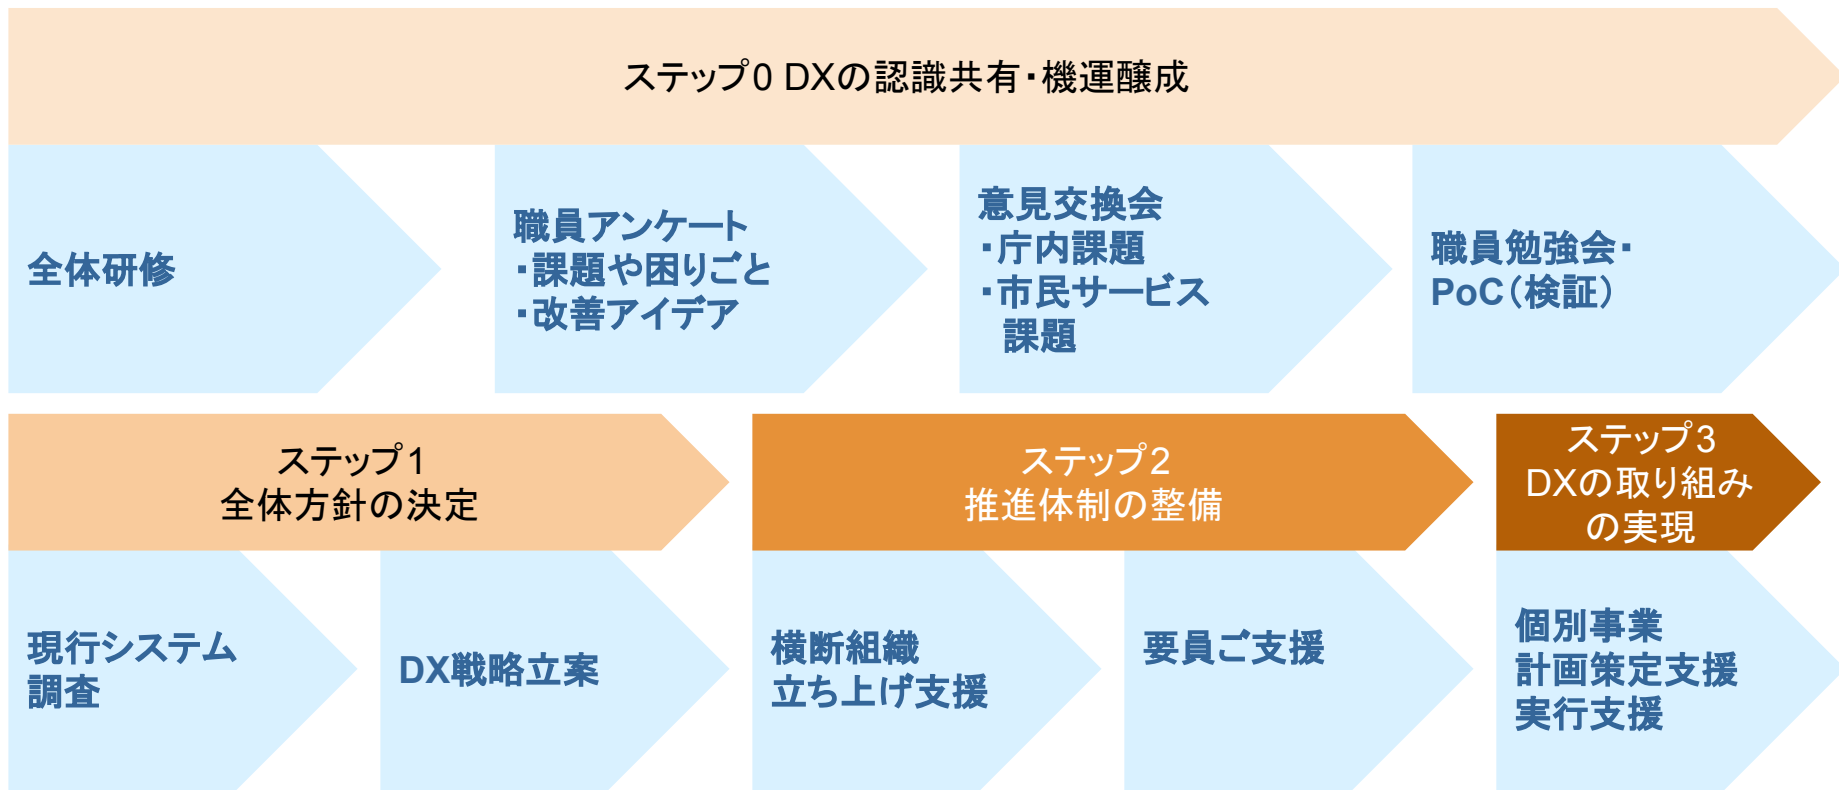 ステップ0 DXの認識共有・機運醸成
全体研修
職員アンケート
・課題や困りごと
・改善アイデア
意見交換会
・庁内課題
・市民サービス
課題
職員勉強会・
PoC(検証)
ステップ1
全体方針の決定
ステップ2
推進体制の整備
ステップ3
DXの取り組み
の実現
現行システム
調査
DX戦略立案
横断組織
立ち上げ支援
要員ご支援
個別事業
計画策定支援
実行支援